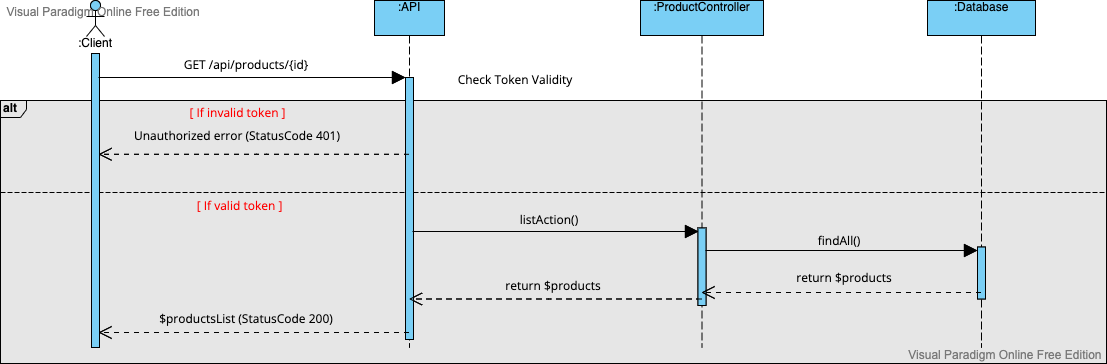 Visual Paradigm Online Free Edition
:Client
:API
:ProductController
:Database
GET /api/products/{id}
Check Token Validity
alt
[ If invalid token ]
Unauthorized error (StatusCode 401)
[ If valid token ]
listAction()
findAll()
return $products
return $products
$productsList (StatusCode 200)
Visual Paradigm Online Free Edition